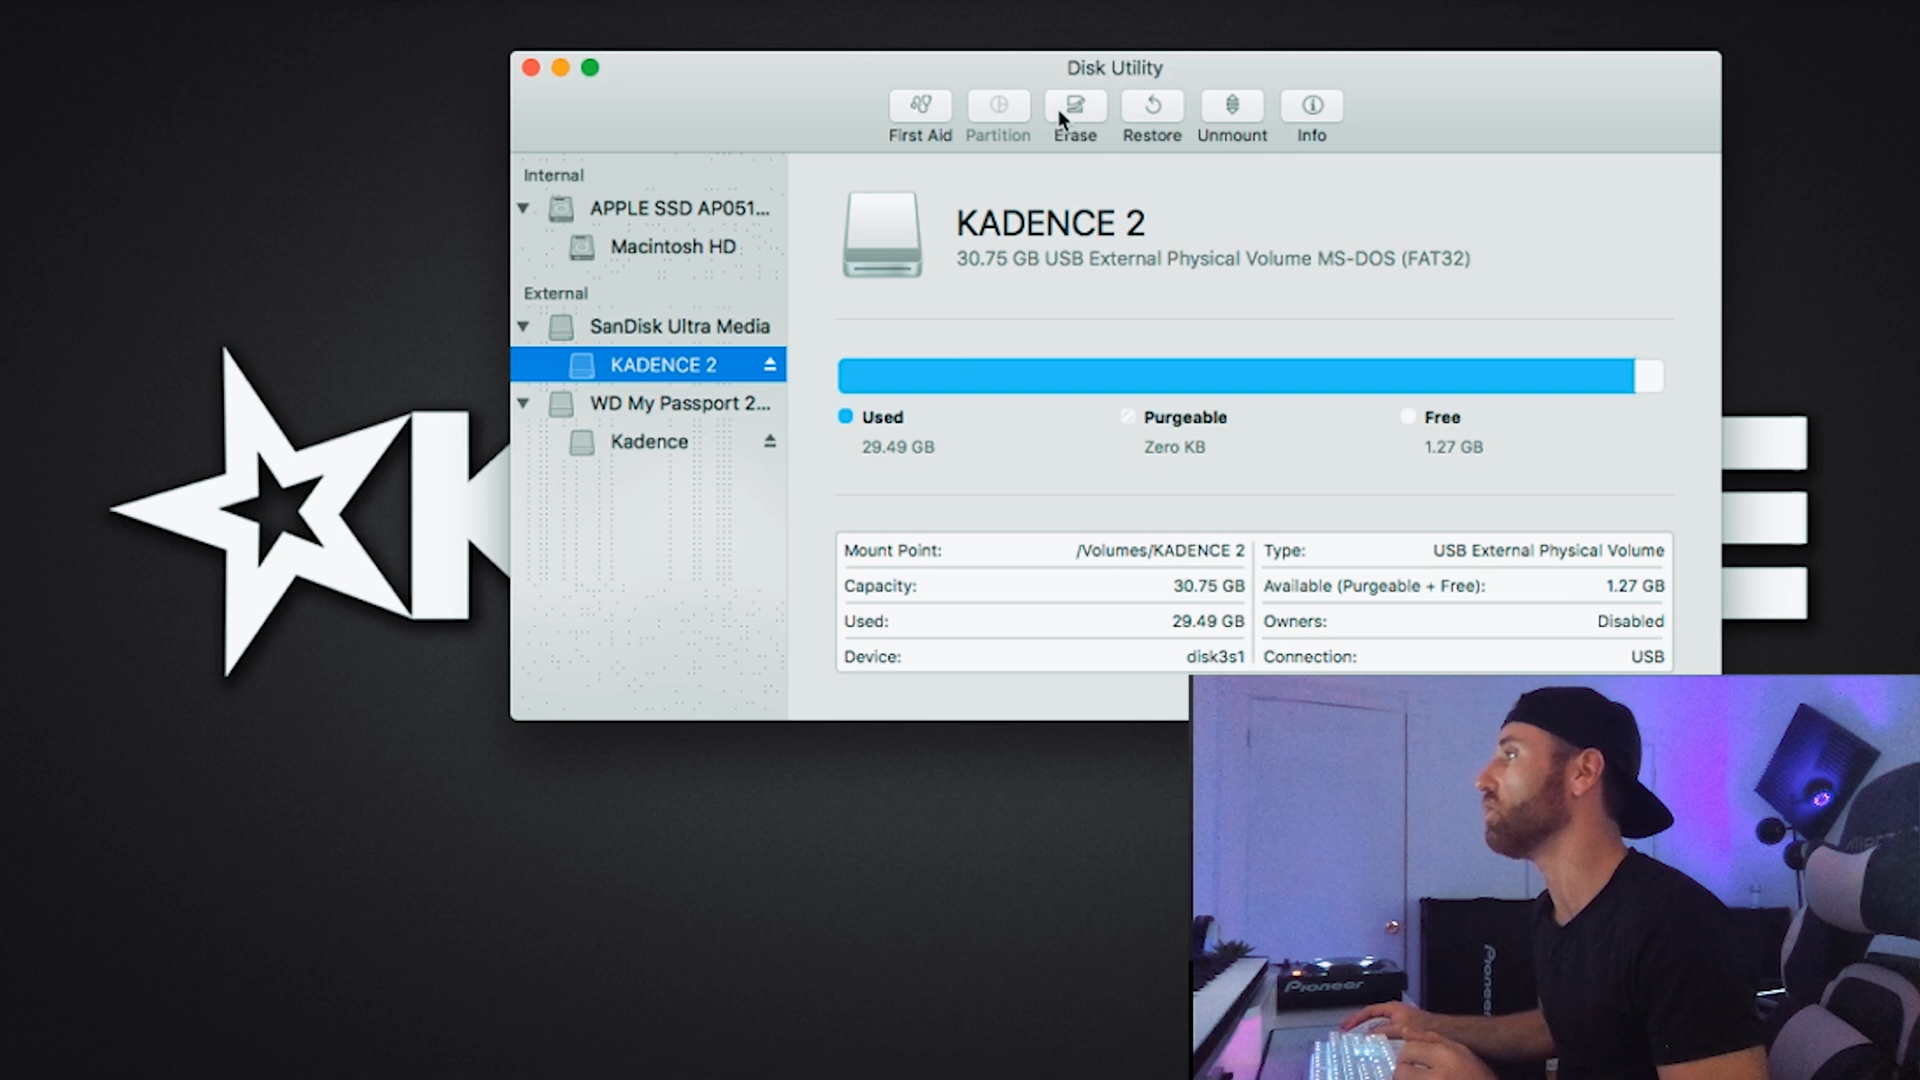 Disk Utility
First Aid
Partition
Erase
Restore
Unmount
Info
Internal
APPLE SSD AP051...
Macintosh HD
External
SanDisk Ultra Media
KADENCE 2
WD My Passport 2...
Kadence
KADENCE 2
30.75 GB USB External Physical Volume MS-DOS (FAT32)
Used
29.49 GB
Purgeable
Zero KB
Free
1.27 GB
Mount Point: /Volumes/KADENCE 2
Capacity: 30.75 GB
Used: 29.49 GB
Device: disk3s1
Type: USB External Physical Volume
Available (Purgeable + Free): 1.27 GB
Owners: Disabled
Connection: USB
K E
Pioneer
Pioneer